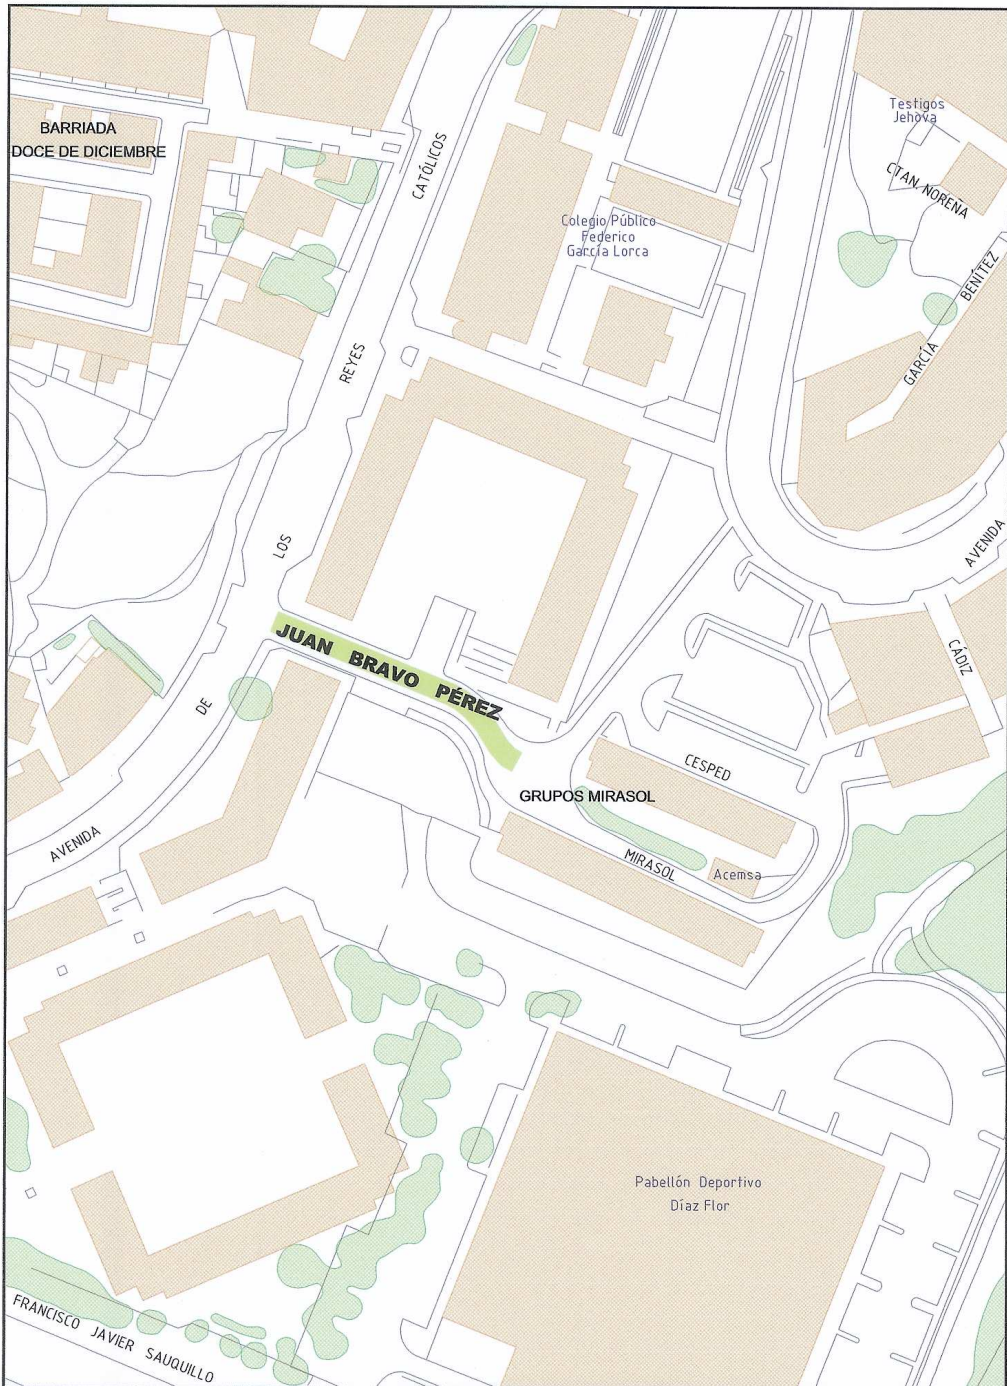 BARRIADA
DOCE DE DICIEMBRE
Testigos
Jehova
CTAN. NOREÑA
Colegio Público
Federico
García Lorca
GARCÍA BENÍTEZ
AVENIDA DE LOS REYES CATÓLICOS
AVENIDA
CÁDIZ
JUAN BRAVO PÉREZ
CESPED
GRUPOS MIRASOL
MIRASOL
Acemsa
Pabellón Deportivo
Díaz Flor
FRANCISCO JAVIER SAUQUILLO